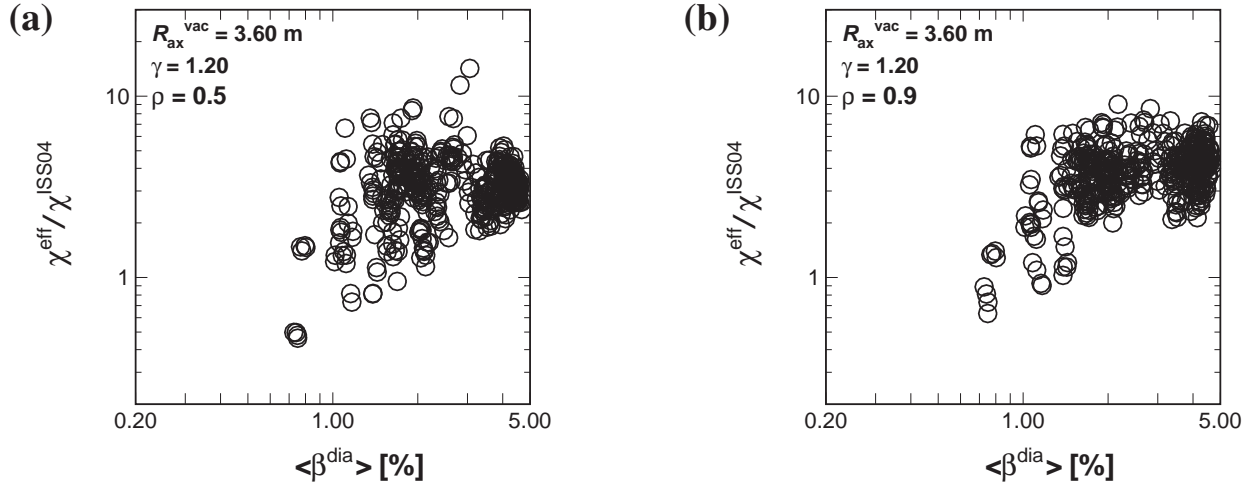 (a)
R_ax^vac = 3.60 m
γ = 1.20
ρ = 0.5
10
1
χ^eff / χ^ISS04
0.20 1.00 5.00
<β^dia> [%]
(b)
R_ax^vac = 3.60 m
γ = 1.20
ρ = 0.9
10
1
χ^eff / χ^ISS04
0.20 1.00 5.00
<β^dia> [%]